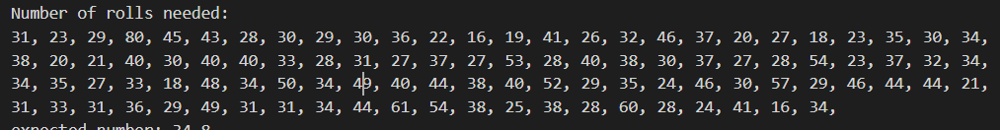 Number of rolls needed:
31, 23, 29, 80, 45, 43, 28, 30, 29, 30, 36, 22, 16, 19, 41, 26, 32, 46, 37, 20, 27, 18, 23, 35, 30, 34,
38, 20, 21, 40, 30, 40, 40, 33, 28, 31, 27, 37, 27, 53, 28, 40, 38, 30, 37, 27, 28, 54, 23, 37, 32, 34,
34, 35, 27, 33, 18, 48, 34, 50, 34, 49, 40, 44, 38, 40, 52, 29, 35, 24, 46, 30, 57, 29, 46, 44, 44, 21,
31, 33, 31, 36, 29, 49, 31, 31, 34, 44, 61, 54, 38, 25, 38, 28, 60, 28, 24, 41, 16, 34,
expected number: 34.8